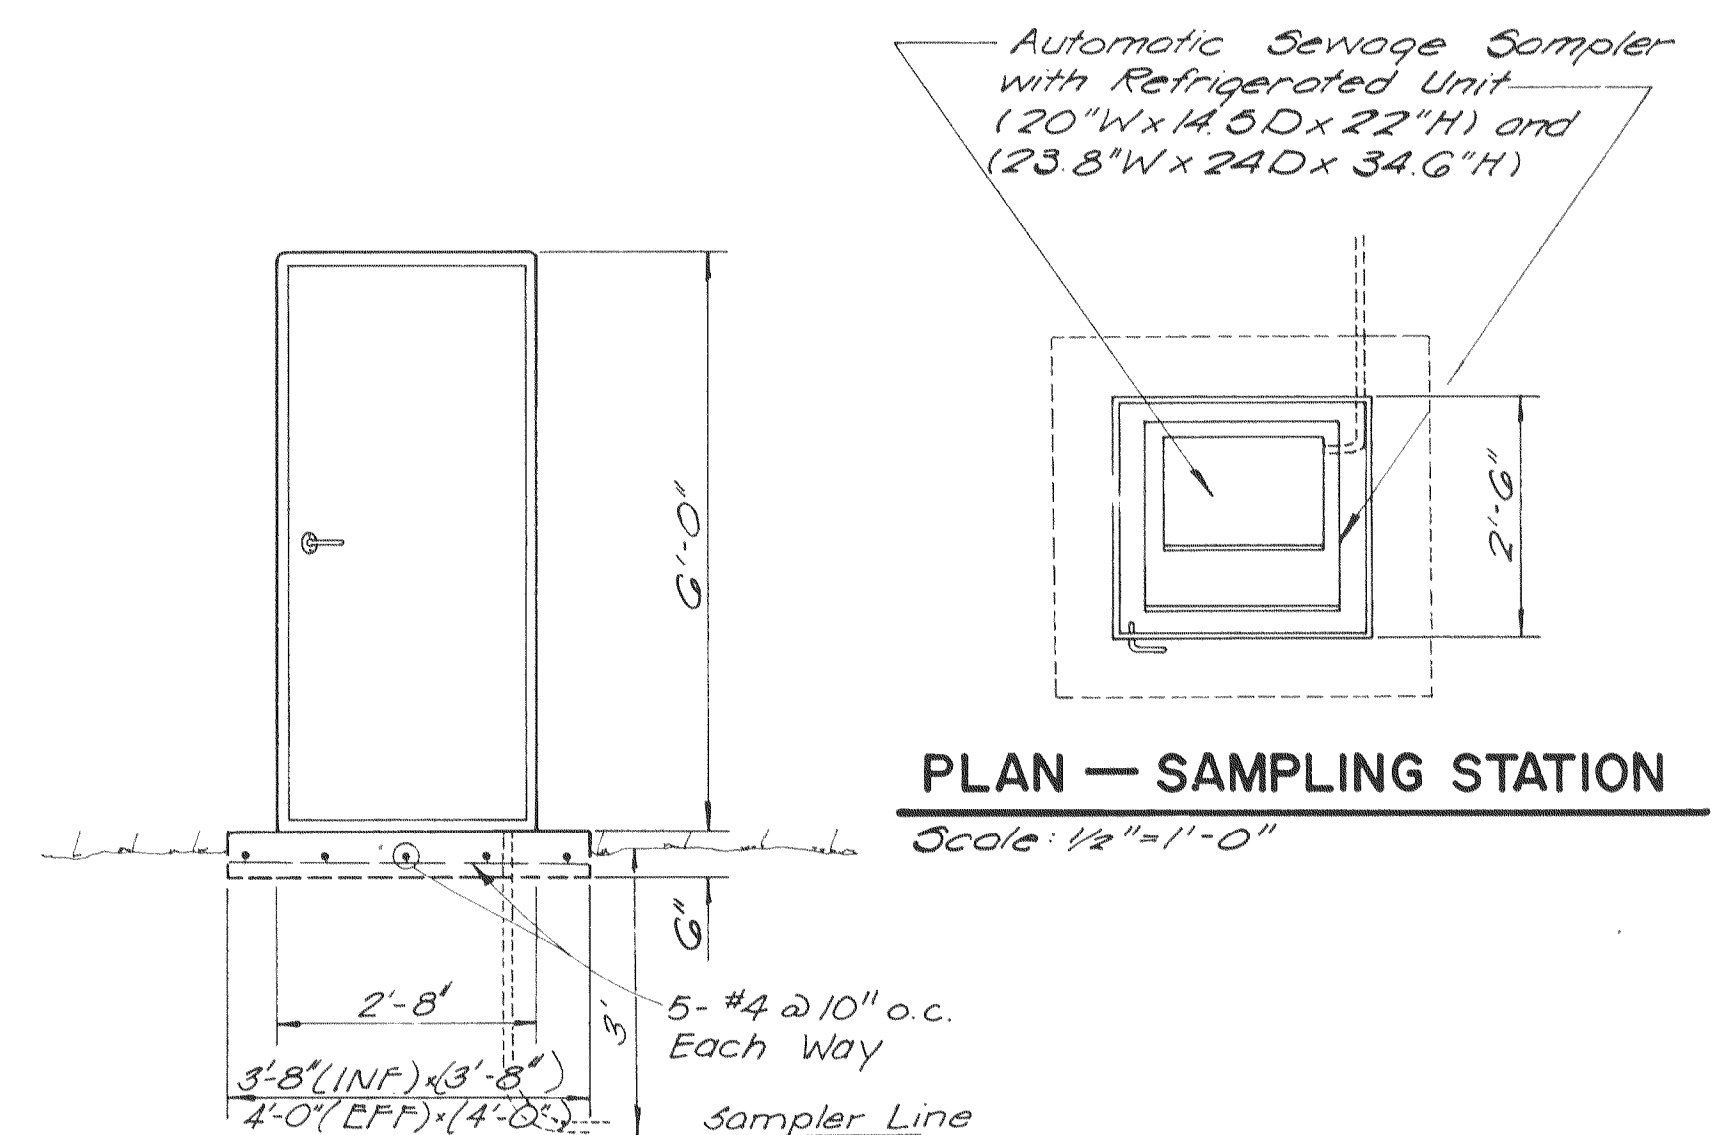 Automatic Sewage Sampler
with Refrigerated Unit
(20"W x 14.5D x 22"H) and
(23.8"W x 24D x 34.6"H)
6'-0"
2'-6"
PLAN — SAMPLING STATION
Scale: 1/2" = 1'-0"
6"
2'-8"
3'
5- #4 @ 10" o.c.
Each Way
3'-8" (INF) x (3'-8")
4'-0" (EFF) x (4'-0")
Sampler Line